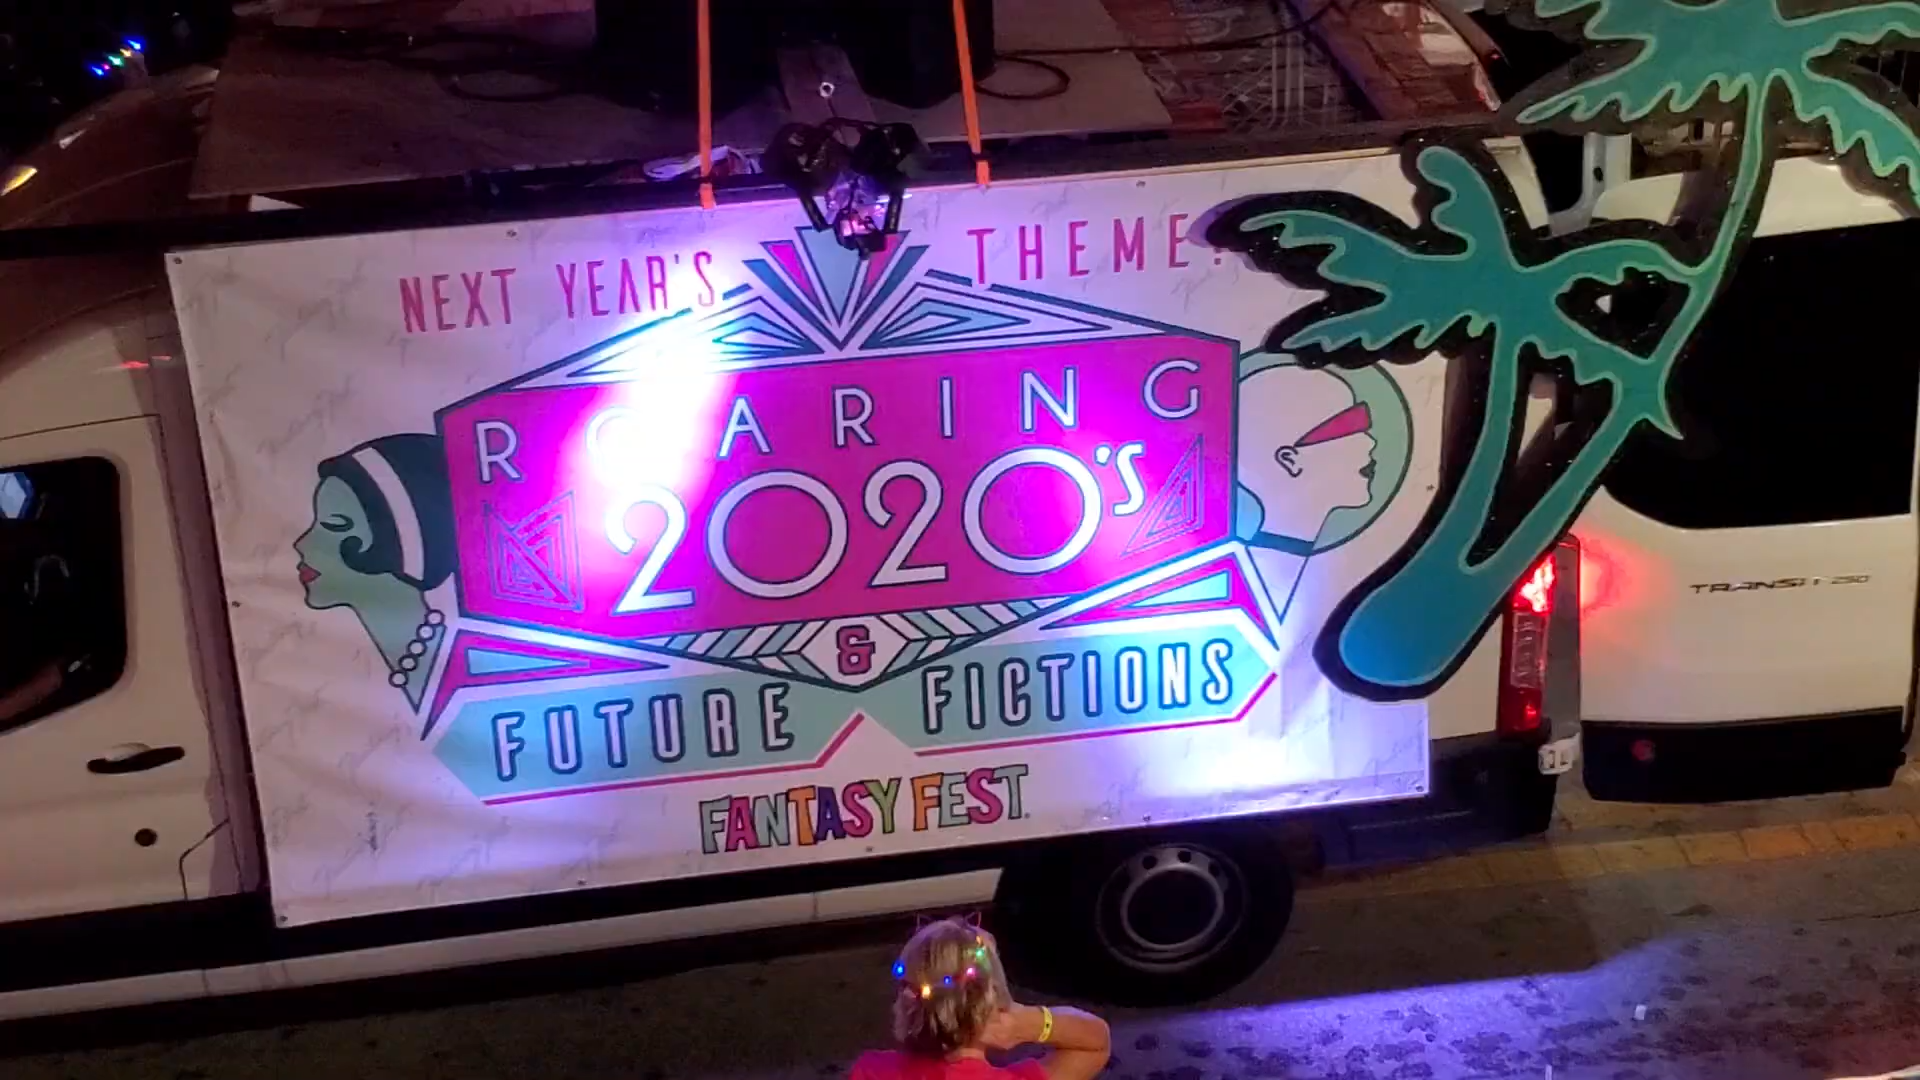 NEXT YEAR'S THEME:
ROARING
2020'S
&
FUTURE FICTIONS
FANTASY FEST
TRANSIT 250